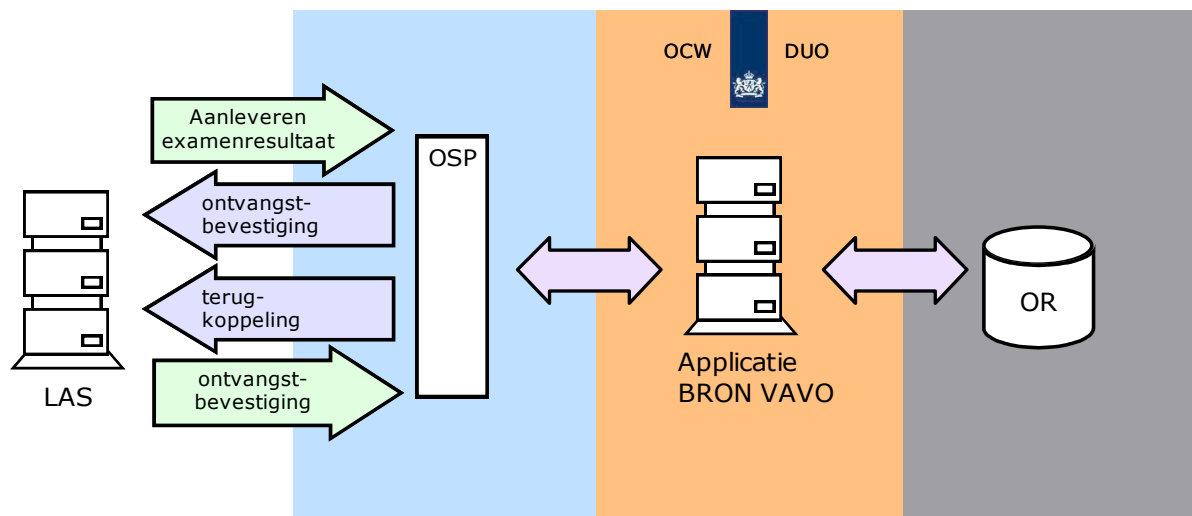 OCW
DUO
Aanleveren
examenresultaat
OSP
ontvangst-
bevestiging
terug-
koppeling
ontvangst-
bevestiging
LAS
Applicatie
BRON VAVO
OR